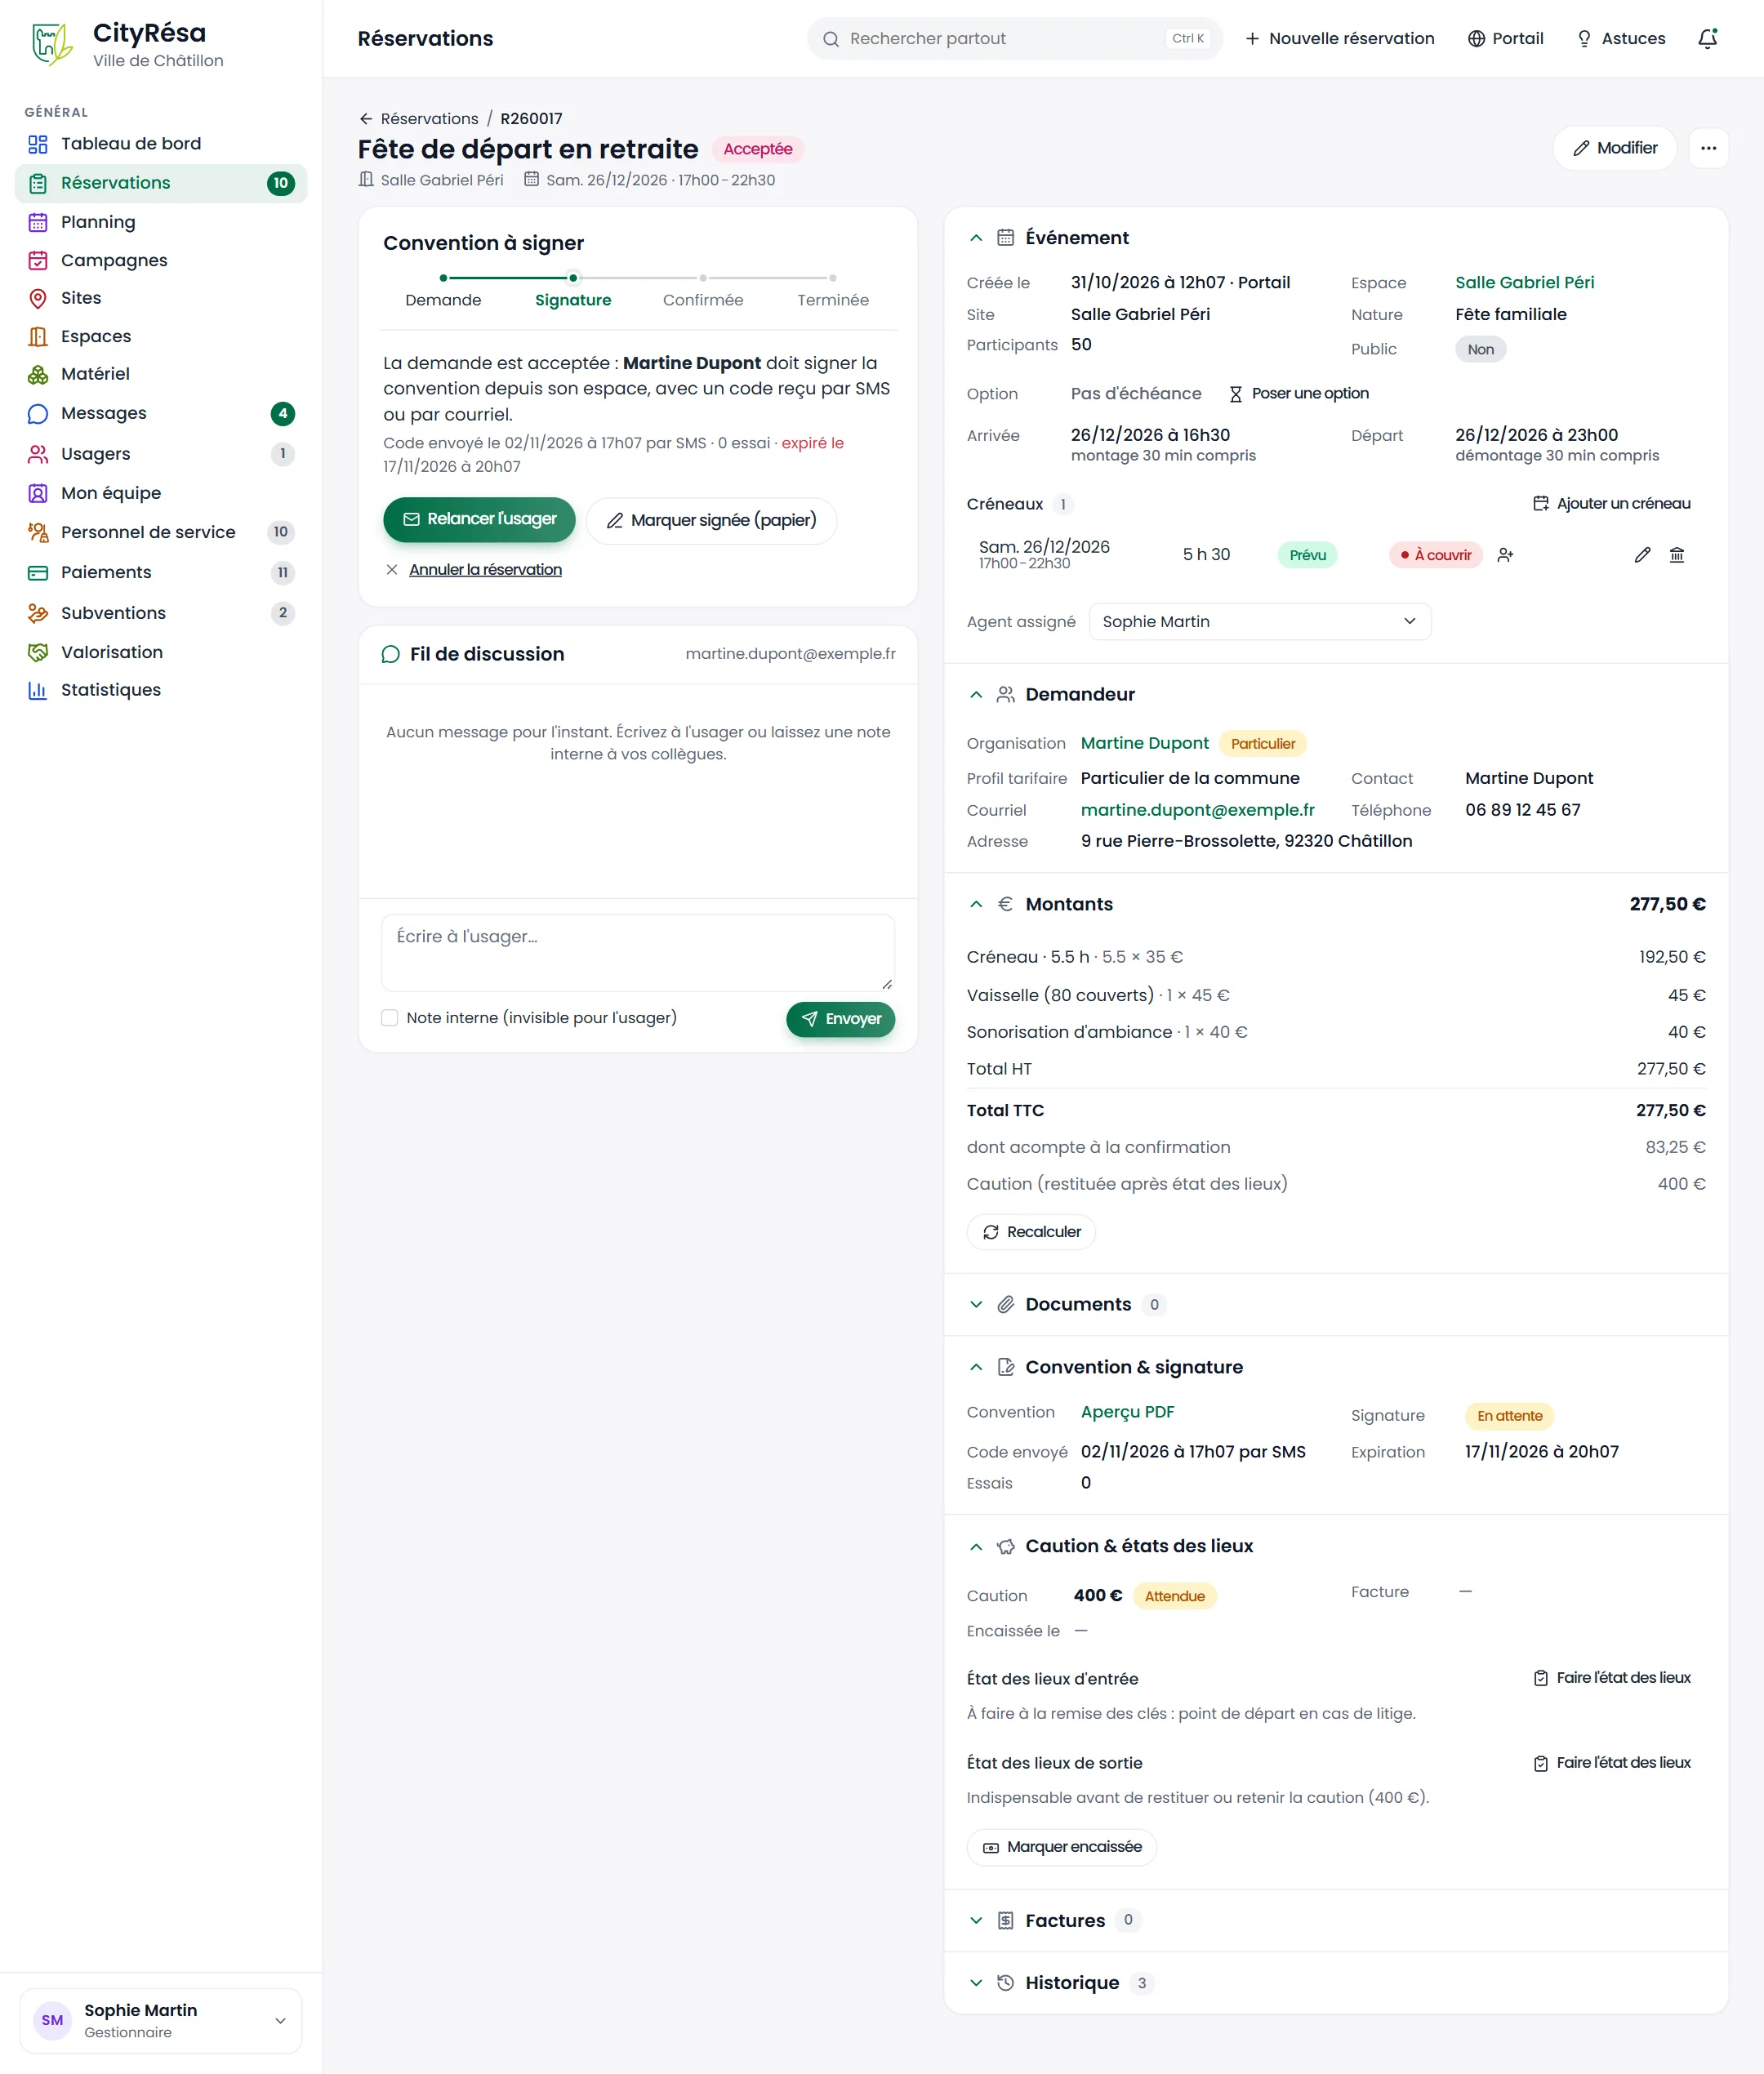 CityRésa
Ville de Châtillon
GÉNÉRAL
Tableau de bord
Réservations 10
Planning
Campagnes
Sites
Espaces
Matériel
Messages 4
Usagers 1
Mon équipe
Personnel de service 10
Paiements 11
Subventions 2
Valorisation
Statistiques
SM
Sophie Martin
Gestionnaire
Réservations
Rechercher partout Ctrl K
Nouvelle réservation
Portail
Astuces
Réservations / R260017
Fête de départ en retraite Acceptée
Salle Gabriel Péri Sam. 26/12/2026 · 17h00 – 22h30
Modifier
Convention à signer
Demande Signature Confirmée Terminée
La demande est acceptée : Martine Dupont doit signer la
convention depuis son espace, avec un code reçu par SMS
ou par courriel.
Code envoyé le 02/11/2026 à 17h07 par SMS · 0 essai · expiré le
17/11/2026 à 20h07
Relancer l'usager
Marquer signée (papier)
Annuler la réservation
Fil de discussion martine.dupont@exemple.fr
Aucun message pour l'instant. Écrivez à l'usager ou laissez une note
interne à vos collègues.
Écrire à l'usager...
Note interne (invisible pour l'usager)
Envoyer
Événement
Créée le 31/10/2026 à 12h07 · Portail Espace Salle Gabriel Péri
Site Salle Gabriel Péri Nature Fête familiale
Participants 50 Public Non
Option Pas d'échéance Poser une option
Arrivée 26/12/2026 à 16h30 Départ 26/12/2026 à 23h00
montage 30 min compris démontage 30 min compris
Créneaux 1 Ajouter un créneau
Sam. 26/12/2026
17h00 – 22h30
5 h 30 Prévu À couvrir
Agent assigné Sophie Martin
Demandeur
Organisation Martine Dupont Particulier
Profil tarifaire Particulier de la commune Contact Martine Dupont
Courriel martine.dupont@exemple.fr Téléphone 06 89 12 45 67
Adresse 9 rue Pierre-Brossolette, 92320 Châtillon
Montants 277,50 €
Créneau · 5.5 h · 5.5 × 35 € 192,50 €
Vaisselle (80 couverts) · 1 × 45 € 45 €
Sonorisation d'ambiance · 1 × 40 € 40 €
Total HT 277,50 €
Total TTC 277,50 €
dont acompte à la confirmation 83,25 €
Caution (restituée après état des lieux) 400 €
Recalculer
Documents 0
Convention & signature
Convention Aperçu PDF Signature En attente
Code envoyé 02/11/2026 à 17h07 par SMS Expiration 17/11/2026 à 20h07
Essais 0
Caution & états des lieux
Caution 400 € Attendue Facture —
Encaissée le —
État des lieux d'entrée Faire l'état des lieux
À faire à la remise des clés : point de départ en cas de litige.
État des lieux de sortie Faire l'état des lieux
Indispensable avant de restituer ou retenir la caution (400 €).
Marquer encaissée
Factures 0
Historique 3